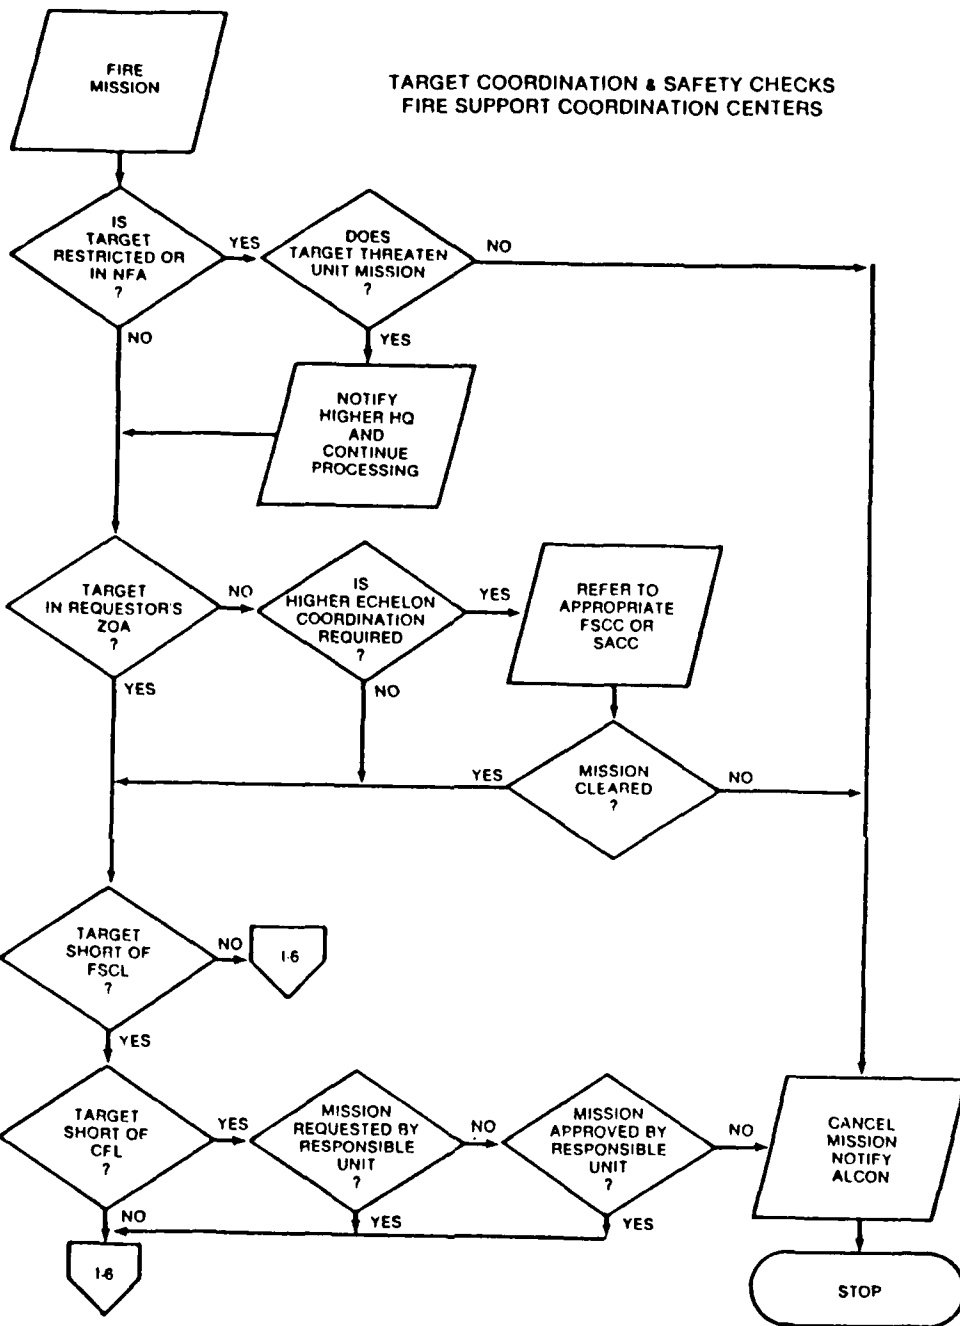 TARGET COORDINATION & SAFETY CHECKS
FIRE SUPPORT COORDINATION CENTERS
FIRE
MISSION
IS
TARGET
RESTRICTED OR
IN NFA
?
YES
NO
DOES
TARGET THREATEN
UNIT MISSION
?
NO
YES
NOTIFY
HIGHER HQ
AND
CONTINUE
PROCESSING
TARGET
IN REQUESTOR'S
ZOA
?
NO
YES
IS
HIGHER ECHELON
COORDINATION
REQUIRED
?
YES
NO
REFER TO
APPROPRIATE
FSCC OR
SACC
MISSION
CLEARED
?
YES
NO
TARGET
SHORT OF
FSCL
?
NO
1-6
YES
TARGET
SHORT OF
CFL
?
YES
NO
MISSION
REQUESTED BY
RESPONSIBLE
UNIT
?
NO
YES
MISSION
APPROVED BY
RESPONSIBLE
UNIT
?
NO
YES
CANCEL
MISSION
NOTIFY
ALCON
1-6
STOP